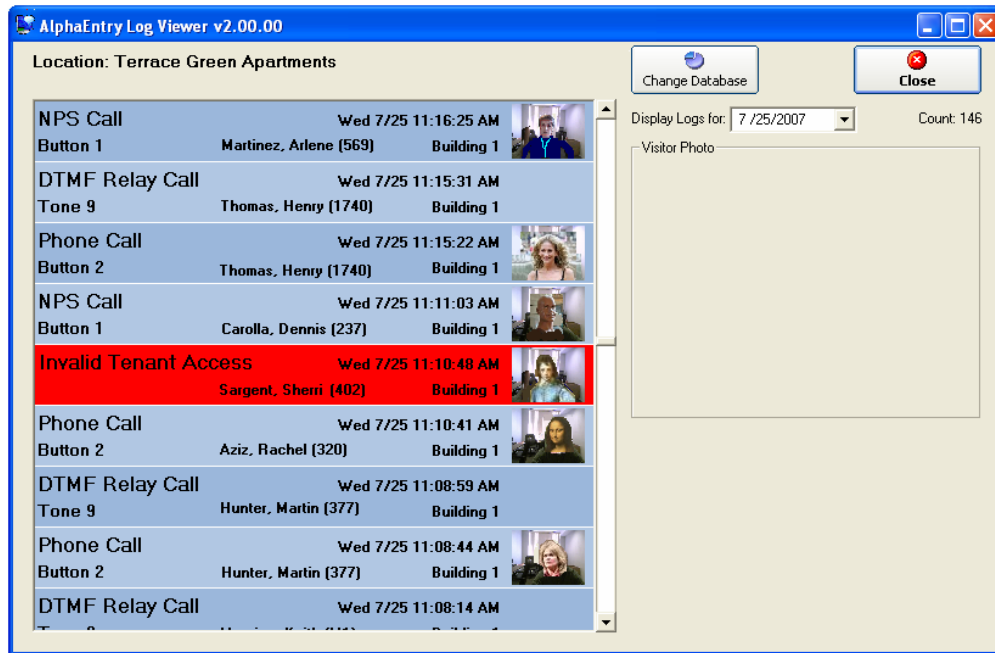 AlphaEntry Log Viewer v2.00.00
Location: Terrace Green Apartments
Change Database
Close
Display Logs for: 7 /25/2007
Count: 146
Visitor Photo
NPS Call Wed 7/25 11:16:25 AM
Button 1 Martinez, Arlene (569) Building 1
DTMF Relay Call Wed 7/25 11:15:31 AM
Tone 9 Thomas, Henry (1740) Building 1
Phone Call Wed 7/25 11:15:22 AM
Button 2 Thomas, Henry (1740) Building 1
NPS Call Wed 7/25 11:11:03 AM
Button 1 Carolla, Dennis (237) Building 1
Invalid Tenant Access Wed 7/25 11:10:48 AM
Sargent, Sherri (402) Building 1
Phone Call Wed 7/25 11:10:41 AM
Button 2 Aziz, Rachel (320) Building 1
DTMF Relay Call Wed 7/25 11:08:59 AM
Tone 9 Hunter, Martin (377) Building 1
Phone Call Wed 7/25 11:08:44 AM
Button 2 Hunter, Martin (377) Building 1
DTMF Relay Call Wed 7/25 11:08:14 AM